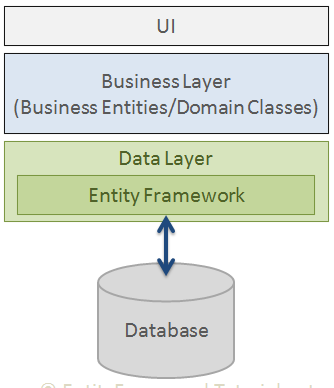 UI
Business Layer
(Business Entities/Domain Classes)
Data Layer
Entity Framework
Database